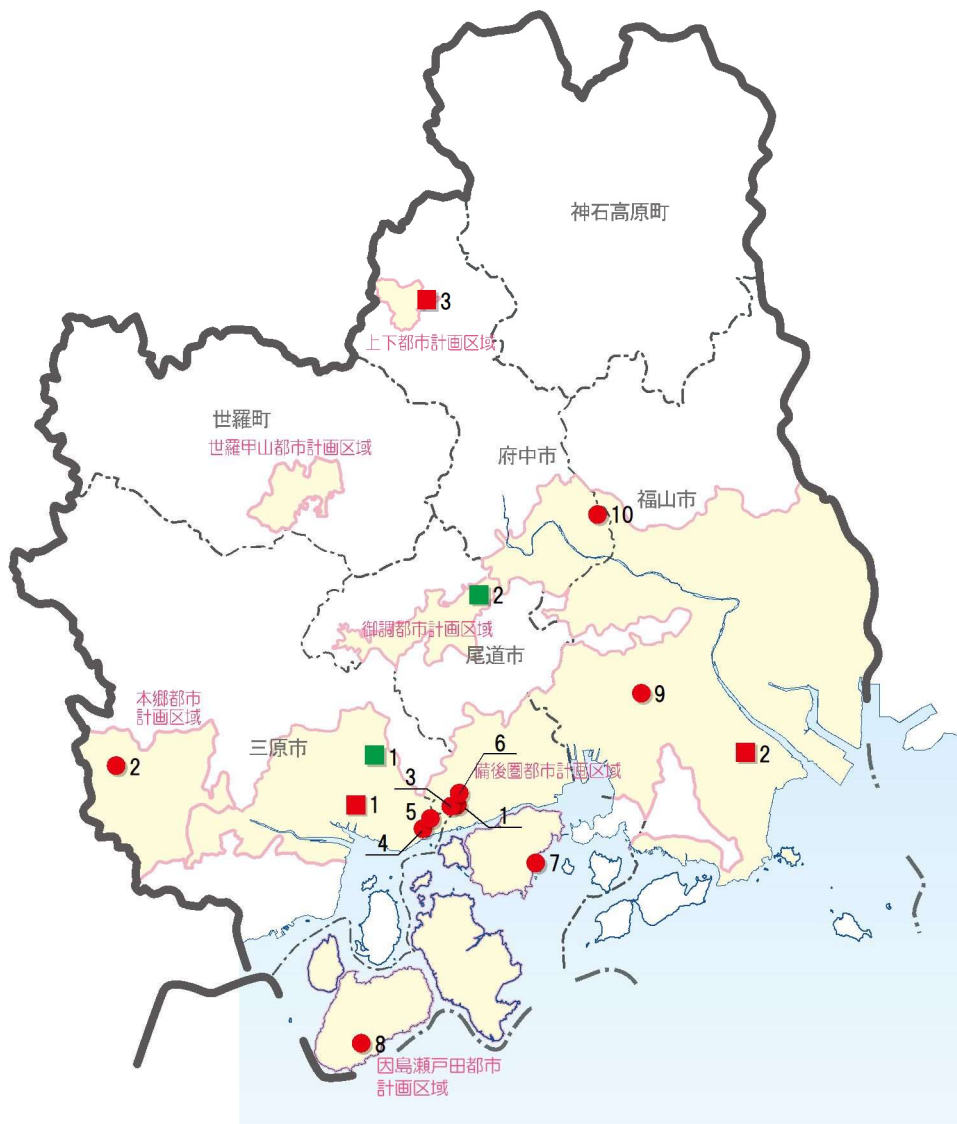 神石高原町
3
上下都市計画区域
世羅町
世羅甲山都市計画区域
府中市
福山市
10
2
御調都市計画区域
尾道市
本郷都市
計画区域
9
三原市
6
1
備後圏都市計画区域
2
2
3
1
5
1
4
7
8
因島瀬戸田都市
計画区域